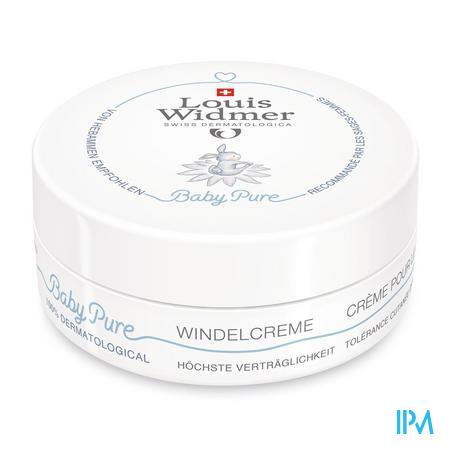 Louis
Widmer
SWISS DERMATOLOGICA
VON HEBAMMEN EMPFOHLEN
RECOMMANDÉ PAR LES SAGES-FEMMES
Baby Pure
Baby Pure
100% DERMATOLOGICAL
WINDELCREME
HÖCHSTE VERTRÄGLICHKEIT
CRÈME POUR
TOLÉRANCE
IPM